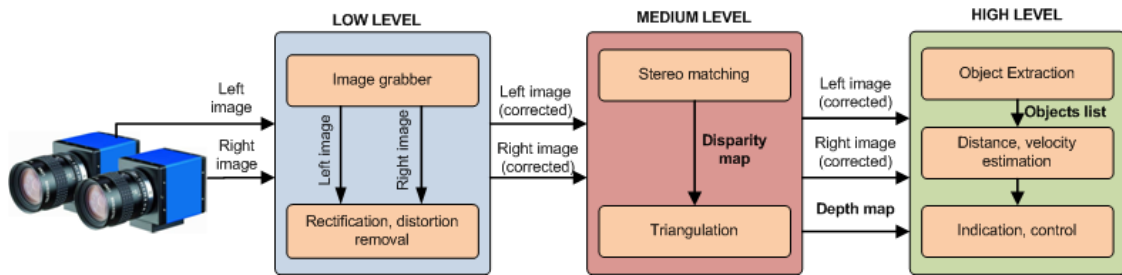 LOW LEVEL
MEDIUM LEVEL
HIGH LEVEL
Left
image
Right
image
Image grabber
Left image
Right image
Rectification, distortion
removal
Left image
(corrected)
Right image
(corrected)
Stereo matching
Disparity
map
Triangulation
Left image
(corrected)
Right image
(corrected)
Depth map
Object Extraction
Objects list
Distance, velocity
estimation
Indication, control